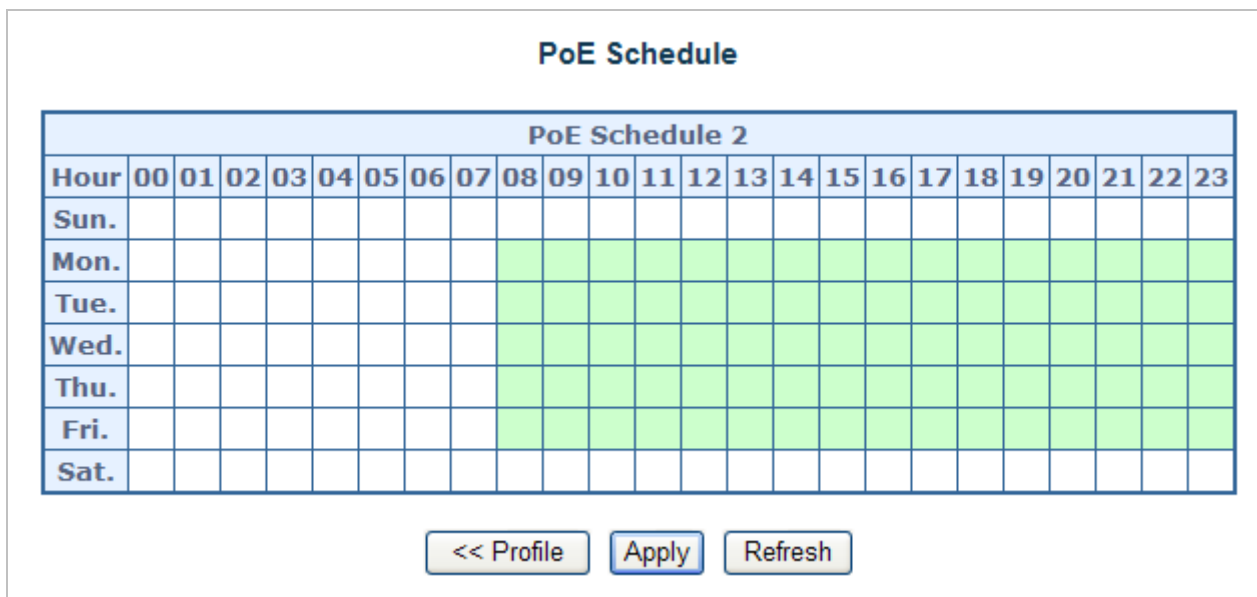 PoE Schedule
PoE Schedule 2
Hour 00 01 02 03 04 05 06 07 08 09 10 11 12 13 14 15 16 17 18 19 20 21 22 23
Sun.
Mon.
Tue.
Wed.
Thu.
Fri.
Sat.
<< Profile Apply Refresh